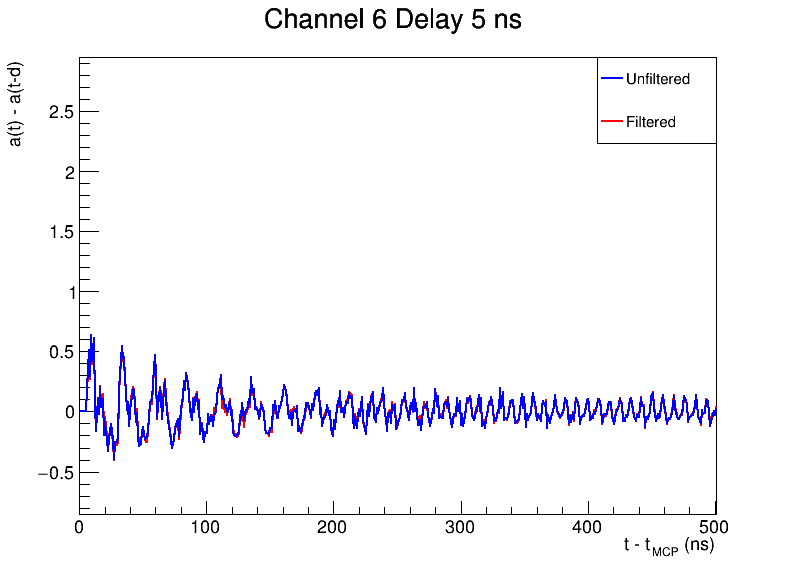 Channel 6 Delay 5 ns
a(t) - a(t-d)
Unfiltered
Filtered
2.5
2
1.5
1
0.5
0
−0.5
0 100 200 300 400 500
t - tMCP (ns)